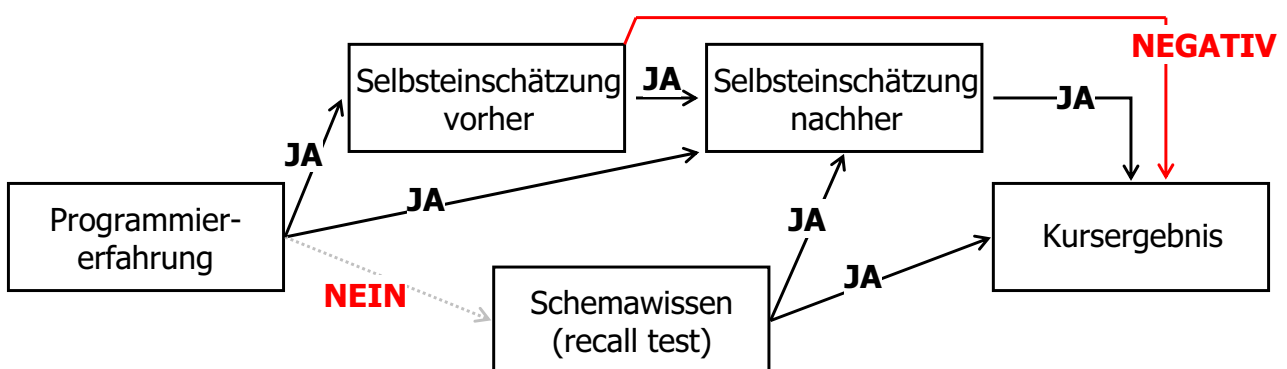 NEGATIV
Selbsteinschätzung
vorher
JA
Selbsteinschätzung
nachher
JA
JA
JA
Programmier-
erfahrung
JA
Kursergebnis
NEIN
JA
Schemawissen
(recall test)